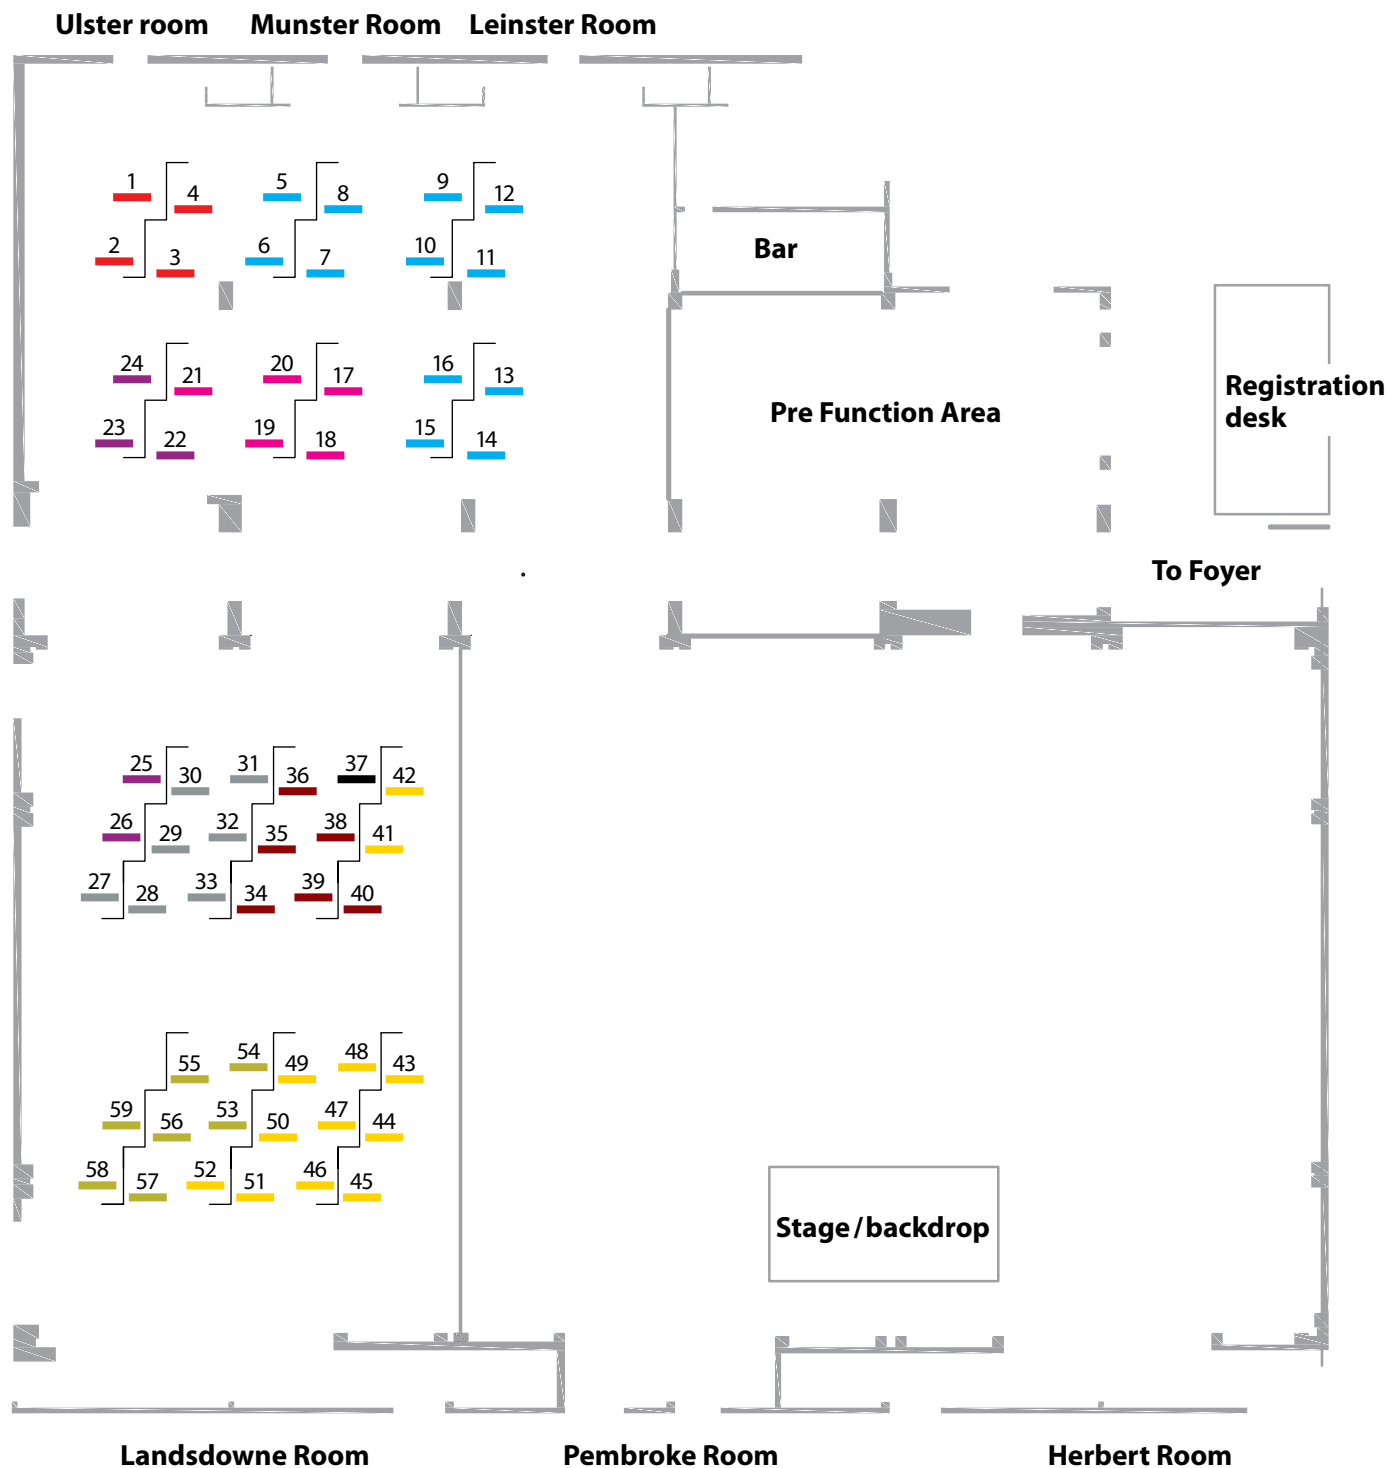 Ulster room Munster Room Leinster Room
1 4 5 8 9 12
2 3 6 7 10 11
Bar
24 21 20 17 16 13
23 22 19 18 15 14
Pre Function Area
Registration
desk
To Foyer
25 30 31 36 37 42
26 29 32 35 38 41
27 28 33 34 39 40
55 54 49 48 43
59 56 53 50 47 44
58 57 52 51 46 45
Stage/backdrop
Landsdowne Room Pembroke Room Herbert Room